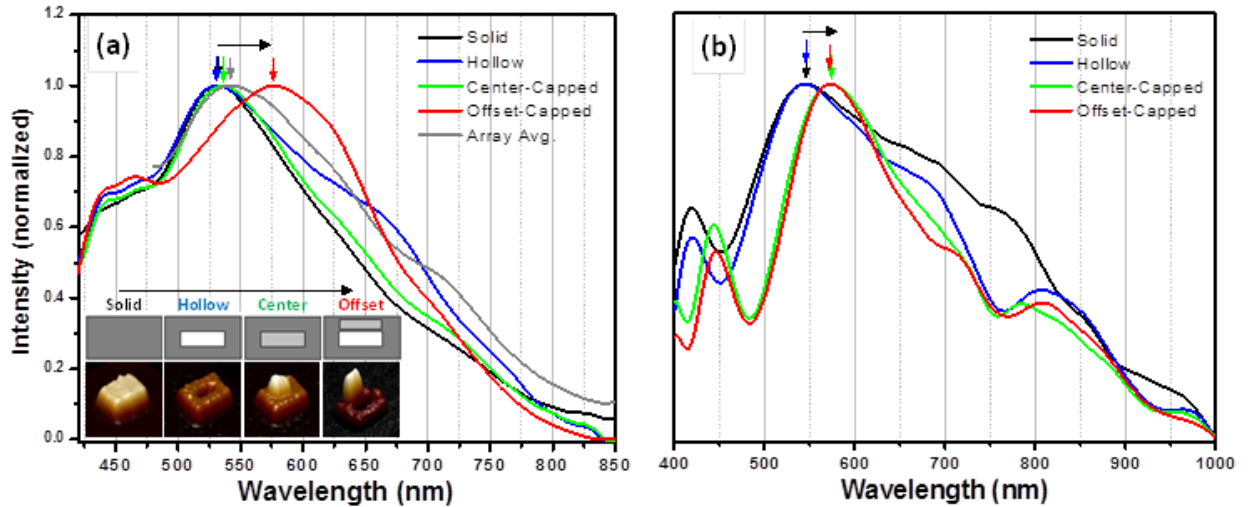 (a)
Solid
Hollow
Center-Capped
Offset-Capped
Array Avg.
Intensity (normalized)
1.2
1.0
0.8
0.6
0.4
0.2
0.0
Solid Hollow Center Offset
450 500 550 600 650 700 750 800 850
Wavelength (nm)
(b)
Solid
Hollow
Center-Capped
Offset-Capped
400 500 600 700 800 900 1000
Wavelength (nm)